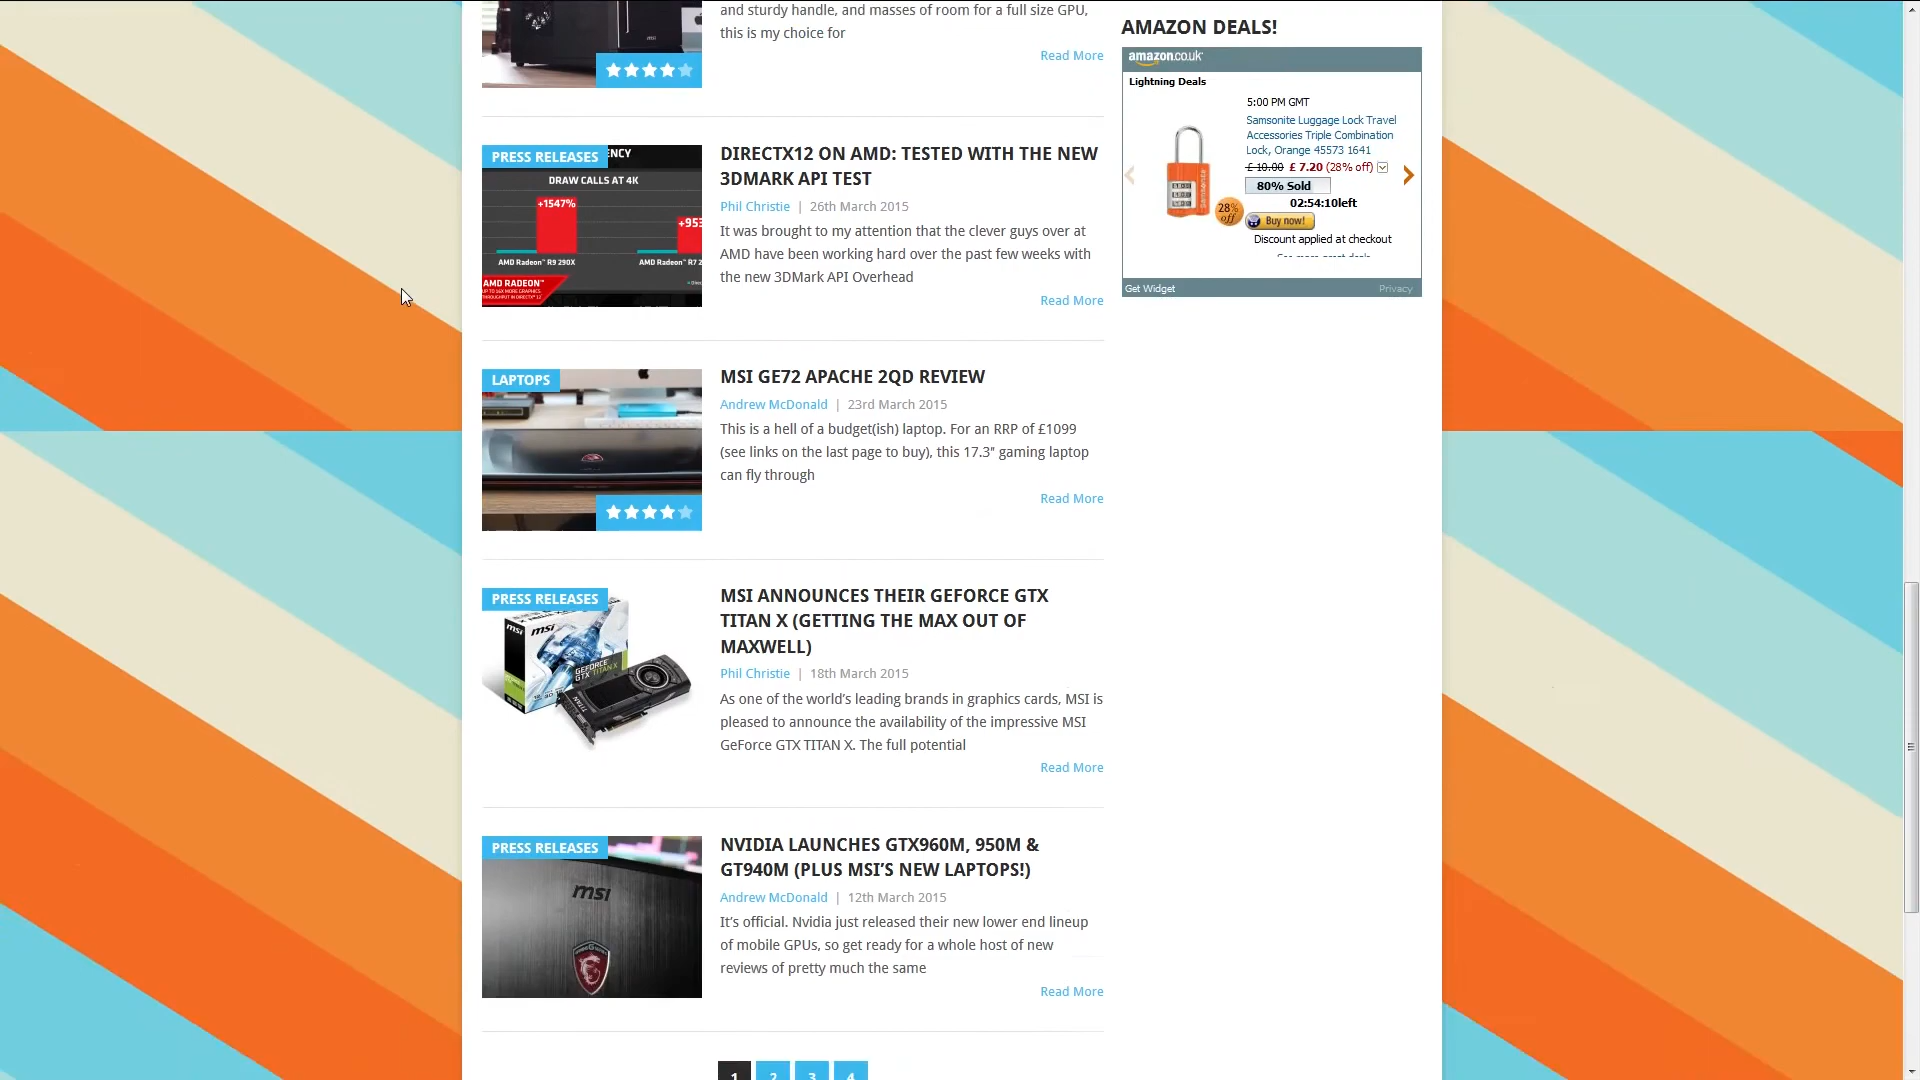 and sturdy handle, and masses of room for a full size GPU,
this is my choice for
Read More
PRESS RELEASES
ENCY
DRAW CALLS AT 4K
+1547%
+953
AMD Radeon™ R9 290X
AMD Radeon™ R7 2
AMD RADEON™
DIRECTX12 ON AMD: TESTED WITH THE NEW
3DMARK API TEST
Phil Christie | 26th March 2015
It was brought to my attention that the clever guys over at
AMD have been working hard over the past few weeks with
the new 3DMark API Overhead
Read More
LAPTOPS
MSI GE72 APACHE 2QD REVIEW
Andrew McDonald | 23rd March 2015
This is a hell of a budget(ish) laptop. For an RRP of £1099
(see links on the last page to buy), this 17.3" gaming laptop
can fly through
Read More
PRESS RELEASES
msi
msi
GEFORCE
GTX TITAN X
TITAN
MSI ANNOUNCES THEIR GEFORCE GTX
TITAN X (GETTING THE MAX OUT OF
MAXWELL)
Phil Christie | 18th March 2015
As one of the world’s leading brands in graphics cards, MSI is
pleased to announce the availability of the impressive MSI
GeForce GTX TITAN X. The full potential
Read More
PRESS RELEASES
msi
NVIDIA LAUNCHES GTX960M, 950M &
GT940M (PLUS MSI’S NEW LAPTOPS!)
Andrew McDonald | 12th March 2015
It’s official. Nvidia just released their new lower end lineup
of mobile GPUs, so get ready for a whole host of new
reviews of pretty much the same
Read More
1 2 3 4
AMAZON DEALS!
amazon.co.uk
Lightning Deals
5:00 PM GMT
Samsonite Luggage Lock Travel
Accessories Triple Combination
Lock, Orange 45573 1641
£ 10.00 £ 7.20 (28% off)
80% Sold
02:54:10left
28% off
Buy now!
Discount applied at checkout
See more great deals
Get Widget
Privacy